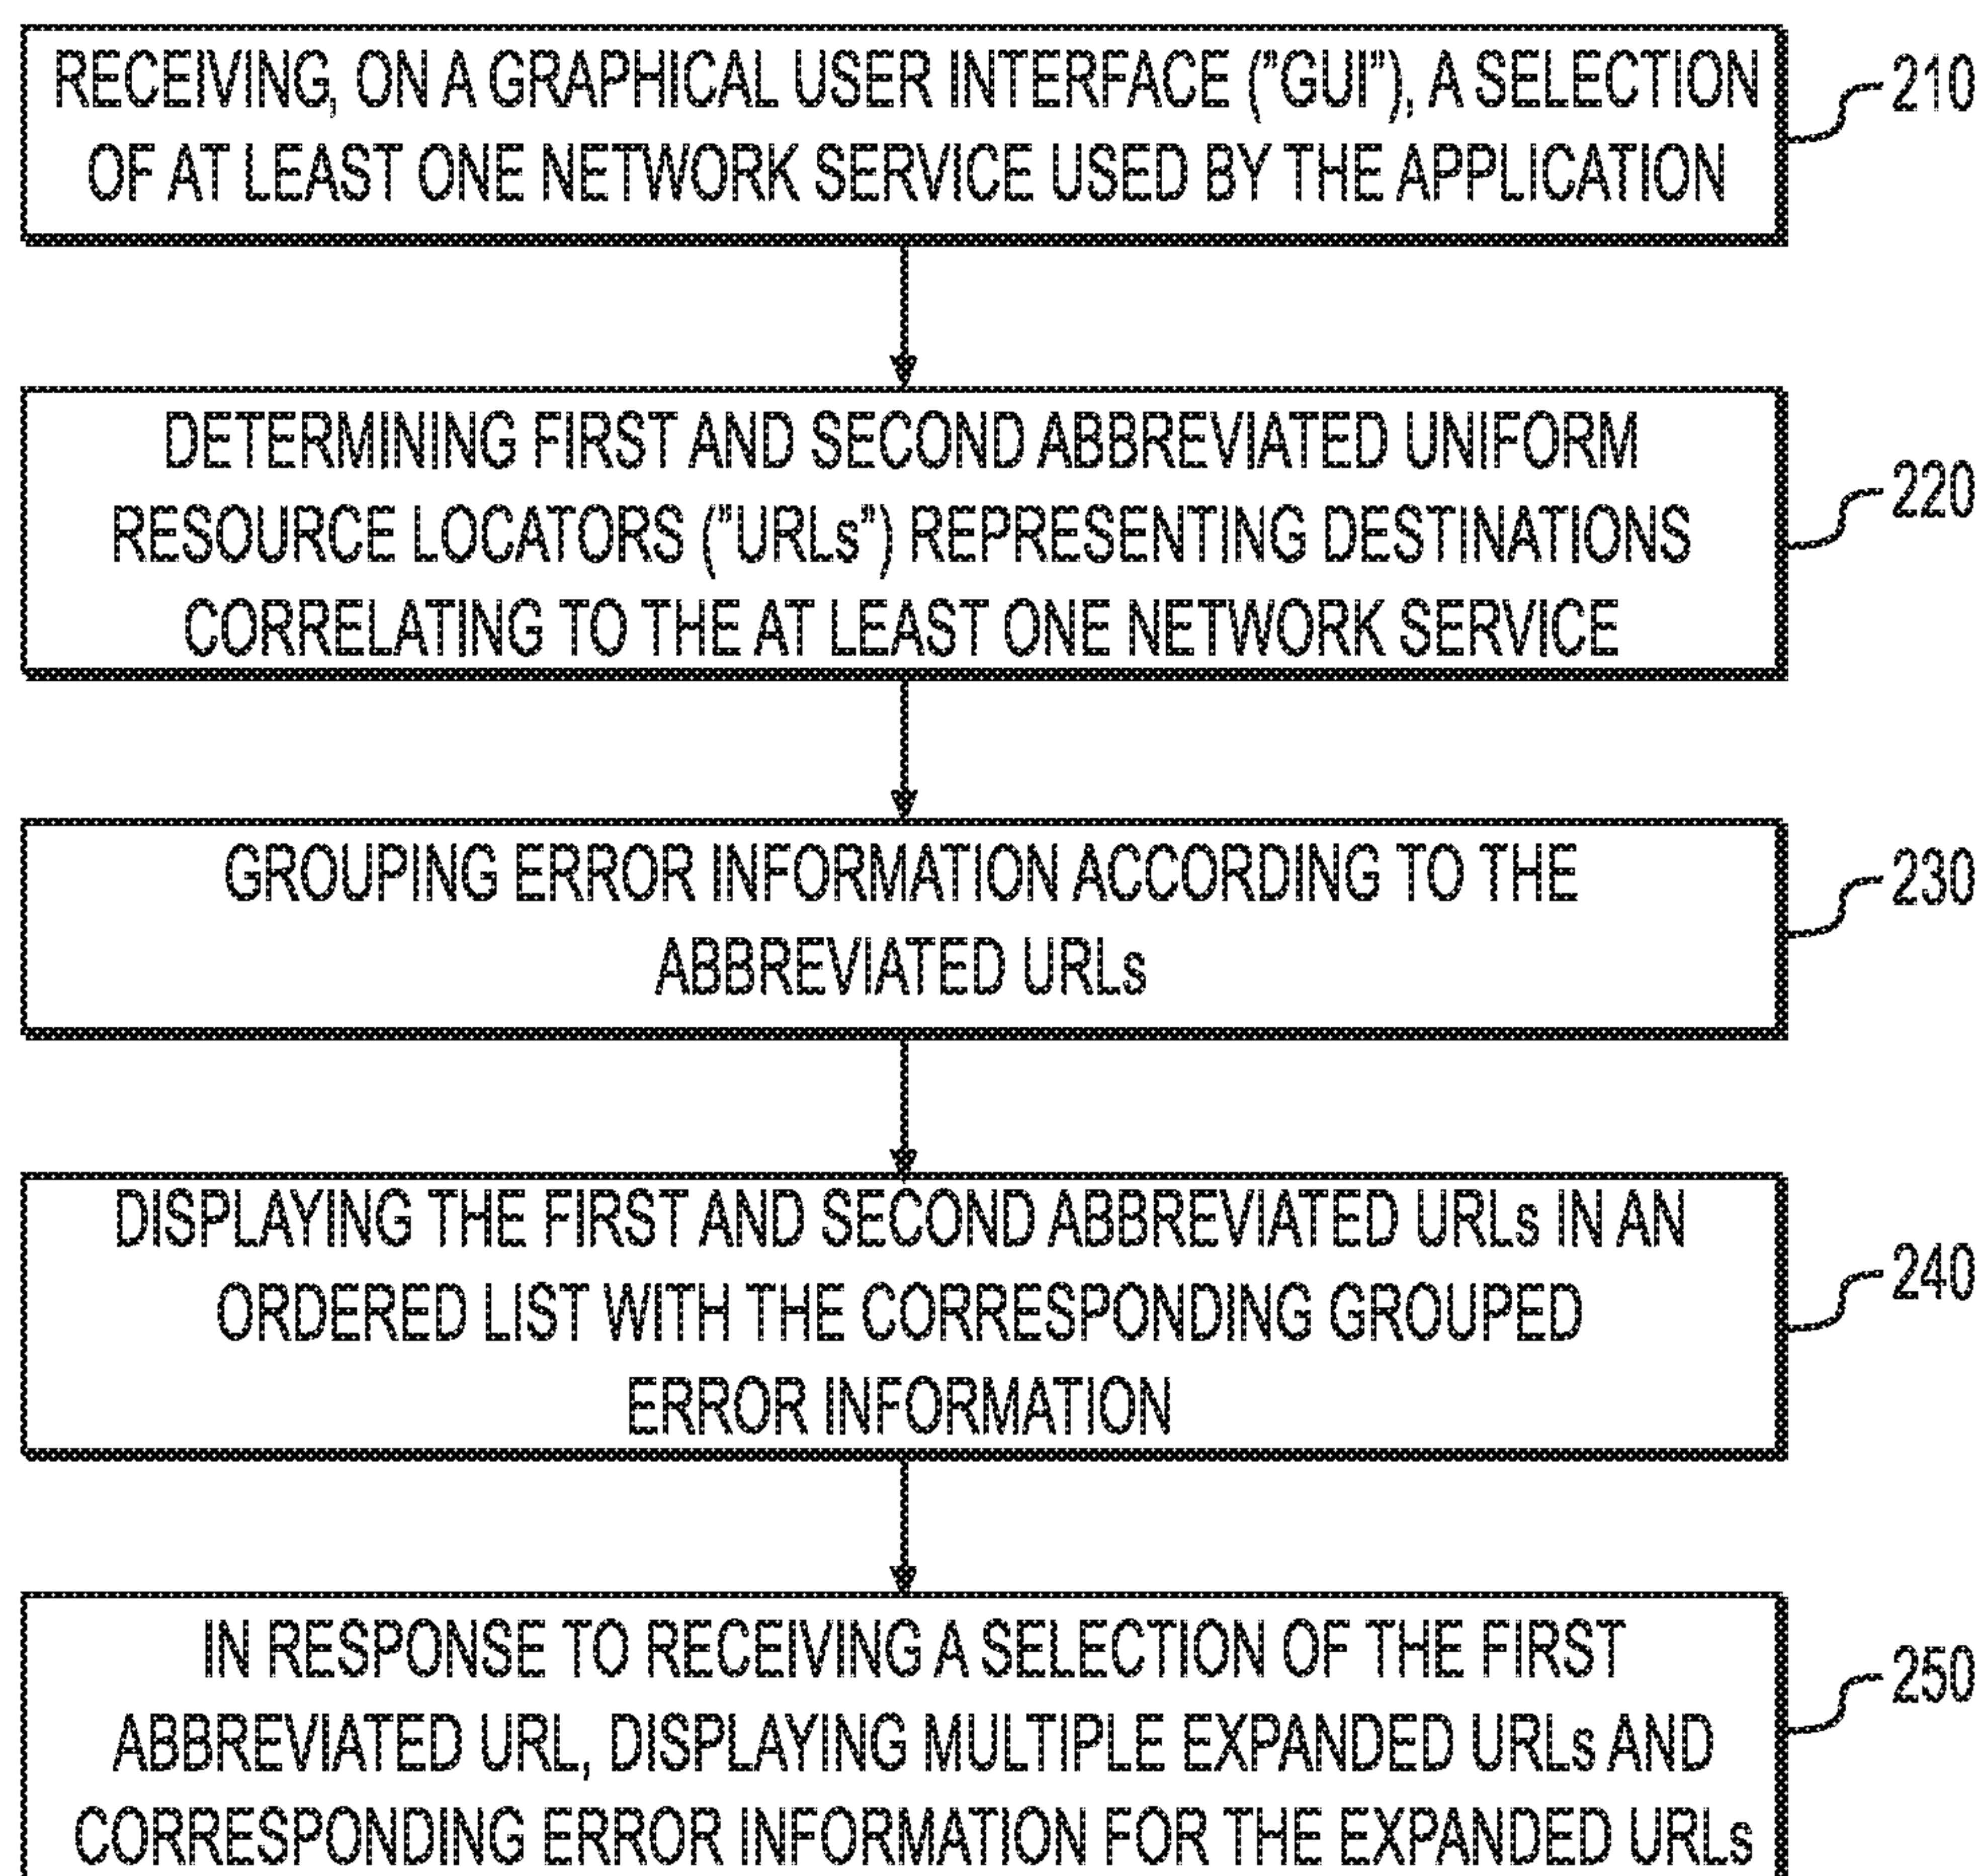 RECEIVING, ON A GRAPHICAL USER INTERFACE ("GUI"), A SELECTION
OF AT LEAST ONE NETWORK SERVICE USED BY THE APPLICATION
210
DETERMINING FIRST AND SECOND ABBREVIATED UNIFORM
RESOURCE LOCATORS ("URLs") REPRESENTING DESTINATIONS
CORRELATING TO THE AT LEAST ONE NETWORK SERVICE
220
GROUPING ERROR INFORMATION ACCORDING TO THE
ABBREVIATED URLs
230
DISPLAYING THE FIRST AND SECOND ABBREVIATED URLs IN AN
ORDERED LIST WITH THE CORRESPONDING GROUPED
ERROR INFORMATION
240
IN RESPONSE TO RECEIVING A SELECTION OF THE FIRST
ABBREVIATED URL, DISPLAYING MULTIPLE EXPANDED URLs AND
CORRESPONDING ERROR INFORMATION FOR THE EXPANDED URLs
250